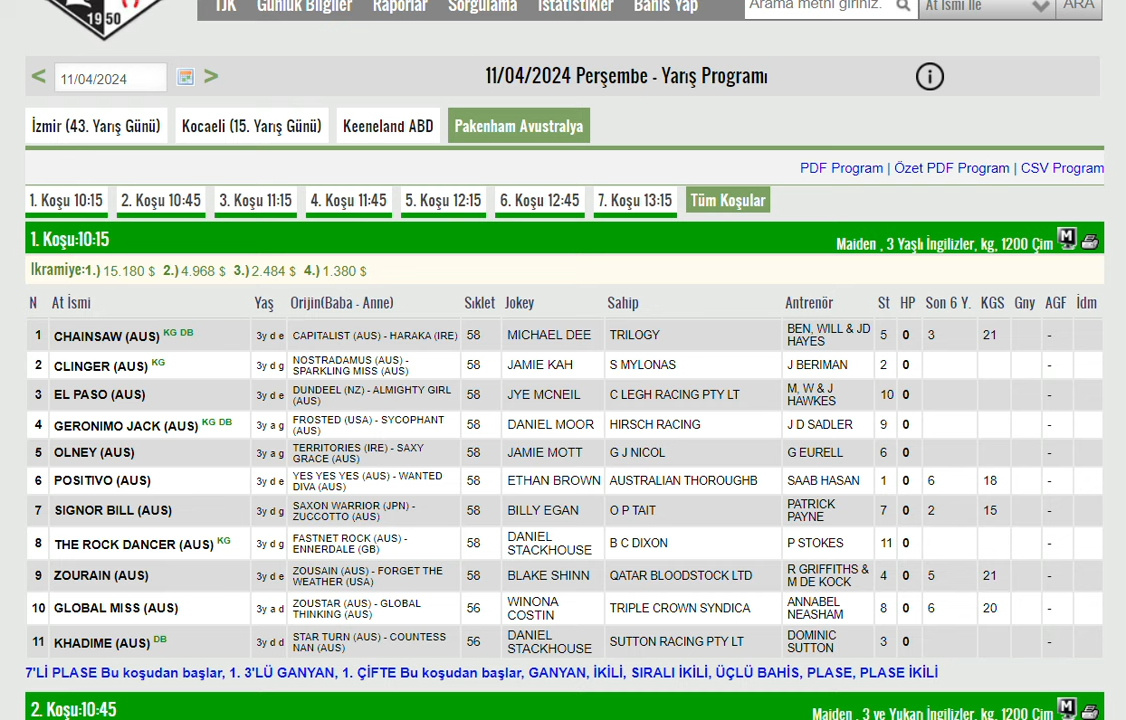 1950
TJK Günlük Bilgiler Raporlar Sorgulama İstatistikler Bahis Yap Arama metni giriniz. At İsmi İle ARA
< 11/04/2024 > 11/04/2024 Perşembe - Yarış Programı
İzmir (43. Yarış Günü) Kocaeli (15. Yarış Günü) Keeneland ABD Pakenham Avustralya
PDF Program | Özet PDF Program | CSV Program
1. Koşu 10:15 2. Koşu 10:45 3. Koşu 11:15 4. Koşu 11:45 5. Koşu 12:15 6. Koşu 12:45 7. Koşu 13:15 Tüm Koşular
1. Koşu:10:15 Maiden , 3 Yaşlı İngilizler, kg, 1200 Çim M
Ikramiye:1.) 15.180 $ 2.) 4.968 $ 3.) 2.484 $ 4.) 1.380 $
N At İsmi Yaş Orijin(Baba - Anne) Sıklet Jokey Sahip Antrenör St HP Son 6 Y. KGS Gny AGF İdm
1 CHAINSAW (AUS) KG DB 3y d e CAPITALIST (AUS) - HARAKA (IRE) 58 MICHAEL DEE TRILOGY BEN, WILL & JD HAYES 5 0 3 21 -
2 CLINGER (AUS) KG 3y d g NOSTRADAMUS (AUS) - SPARKLING MISS (AUS) 58 JAMIE KAH S MYLONAS J BERIMAN 2 0 -
3 EL PASO (AUS) 3y d e DUNDEEL (NZ) - ALMIGHTY GIRL (AUS) 58 JYE MCNEIL C LEGH RACING PTY LT M, W & J HAWKES 10 0 -
4 GERONIMO JACK (AUS) KG DB 3y a g FROSTED (USA) - SYCOPHANT (AUS) 58 DANIEL MOOR HIRSCH RACING J D SADLER 9 0 -
5 OLNEY (AUS) 3y a g TERRITORIES (IRE) - SAXY GRACE (AUS) 58 JAMIE MOTT G J NICOL G EURELL 6 0 -
6 POSITIVO (AUS) 3y d e YES YES YES (AUS) - WANTED DIVA (AUS) 58 ETHAN BROWN AUSTRALIAN THOROUGHB SAAB HASAN 1 0 6 18 -
7 SIGNOR BILL (AUS) 3y d g SAXON WARRIOR (JPN) - ZUCCOTTO (AUS) 58 BILLY EGAN O P TAIT PATRICK PAYNE 7 0 2 15 -
8 THE ROCK DANCER (AUS) KG 3y d g FASTNET ROCK (AUS) - ENNERDALE (GB) 58 DANIEL STACKHOUSE B C DIXON P STOKES 11 0 -
9 ZOURAIN (AUS) 3y d e ZOUSAIN (AUS) - FORGET THE WEATHER (USA) 58 BLAKE SHINN QATAR BLOODSTOCK LTD R GRIFFITHS & M DE KOCK 4 0 5 21 -
10 GLOBAL MISS (AUS) 3y a d ZOUSTAR (AUS) - GLOBAL THINKING (AUS) 56 WINONA COSTIN TRIPLE CROWN SYNDICA ANNABEL NEASHAM 8 0 6 20 -
11 KHADIME (AUS) DB 3y d d STAR TURN (AUS) - COUNTESS NAN (AUS) 56 DANIEL STACKHOUSE SUTTON RACING PTY LT DOMINIC SUTTON 3 0 -
7'Lİ PLASE Bu koşudan başlar, 1. 3'LÜ GANYAN, 1. ÇİFTE Bu koşudan başlar, GANYAN, İKİLİ, SIRALI İKİLİ, ÜÇLÜ BAHİS, PLASE, PLASE İKİLİ
2. Koşu:10:45 Maiden , 3 ve Yukarı İngilizler, kg, 1200 Çim M